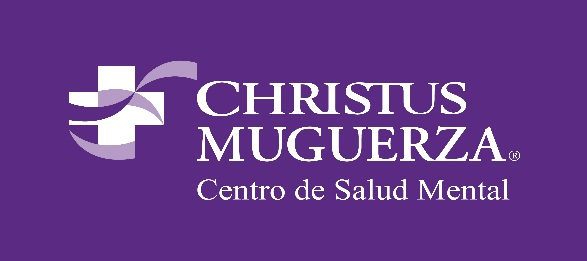 CHRISTUS
MUGUERZA®
Centro de Salud Mental